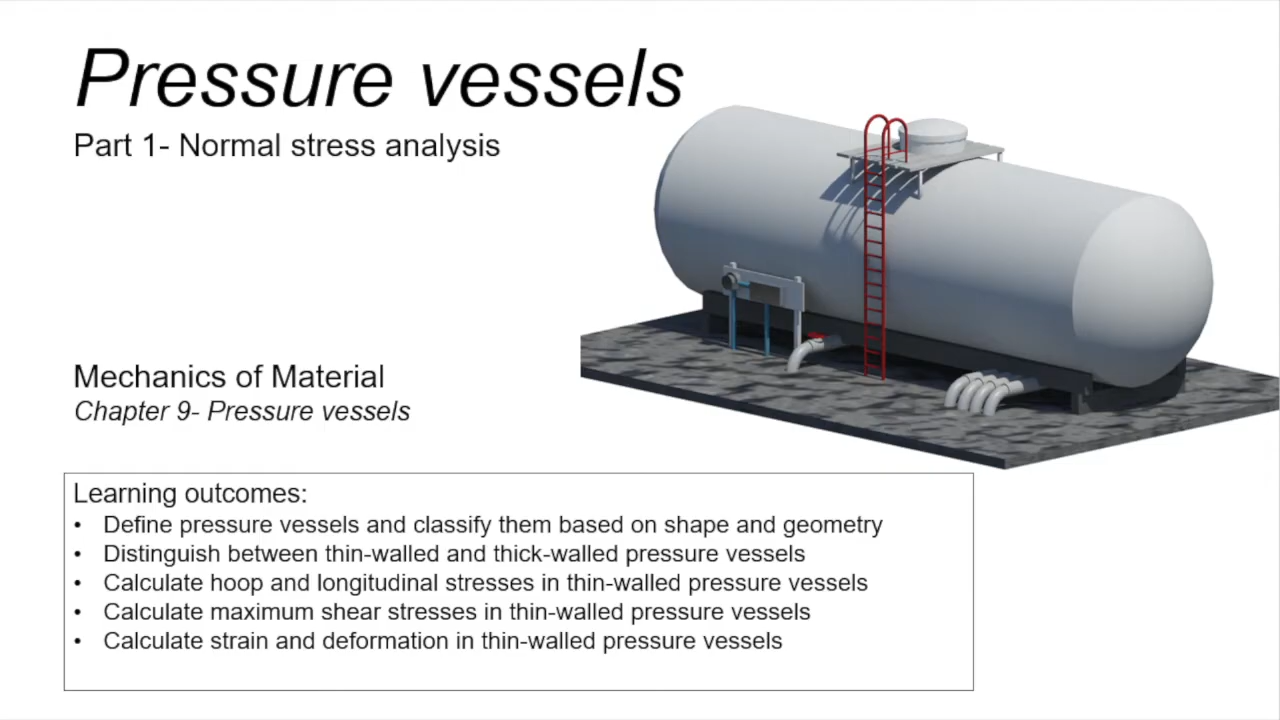 Pressure vessels
Part 1- Normal stress analysis
Mechanics of Material
Chapter 9- Pressure vessels
Learning outcomes:
• Define pressure vessels and classify them based on shape and geometry
• Distinguish between thin-walled and thick-walled pressure vessels
• Calculate hoop and longitudinal stresses in thin-walled pressure vessels
• Calculate maximum shear stresses in thin-walled pressure vessels
• Calculate strain and deformation in thin-walled pressure vessels